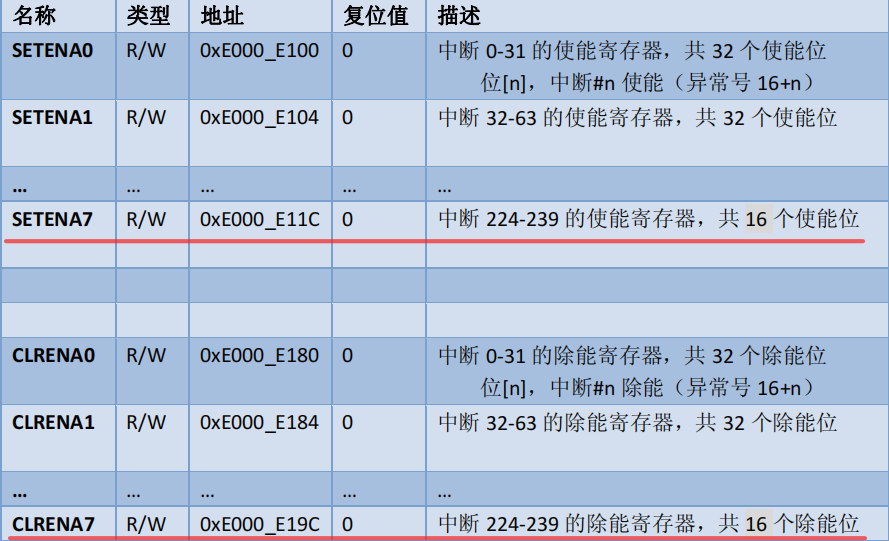 名称 类型 地址 复位值 描述
SETENA0 R/W 0xE000_E100 0 中断 0-31 的使能寄存器，共 32 个使能位
位[n]，中断#n 使能（异常号 16+n）
SETENA1 R/W 0xE000_E104 0 中断 32-63 的使能寄存器，共 32 个使能位
... ... ... ... ...
SETENA7 R/W 0xE000_E11C 0 中断 224-239 的使能寄存器，共 16 个使能位
CLRENA0 R/W 0xE000_E180 0 中断 0-31 的除能寄存器，共 32 个除能位
位[n]，中断#n 除能（异常号 16+n）
CLRENA1 R/W 0xE000_E184 0 中断 32-63 的除能寄存器，共 32 个除能位
... ... ... ... ...
CLRENA7 R/W 0xE000_E19C 0 中断 224-239 的除能寄存器，共 16 个除能位